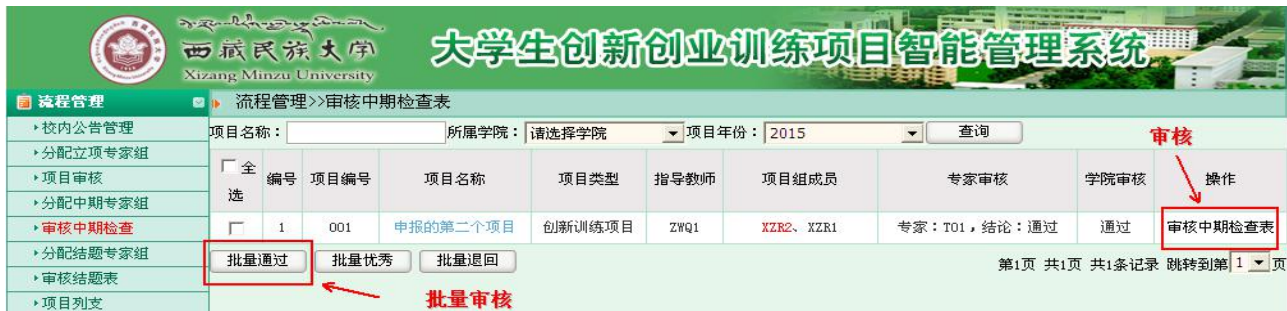 西藏民族大学
Xizang Minzu University
大学生创新创业训练项目智能管理系统
流程管理
流程管理>>审核中期检查表
校内公告管理
分配立项专家组
项目审核
分配中期专家组
审核中期检查
分配结题专家组
审核结题表
项目列支
项目名称： 所属学院： 请选择学院 项目年份： 2015 查询
审核
全选 编号 项目编号 项目名称 项目类型 指导教师 项目组成员 专家审核 学院审核 操作
1 001 申报的第二个项目 创新训练项目 ZWQ1 XZR2、XZR1 专家：T01，结论：通过 通过 审核中期检查表
批量通过 批量优秀 批量退回 第1页 共1页 共1条记录 跳转到第 1 页
批量审核